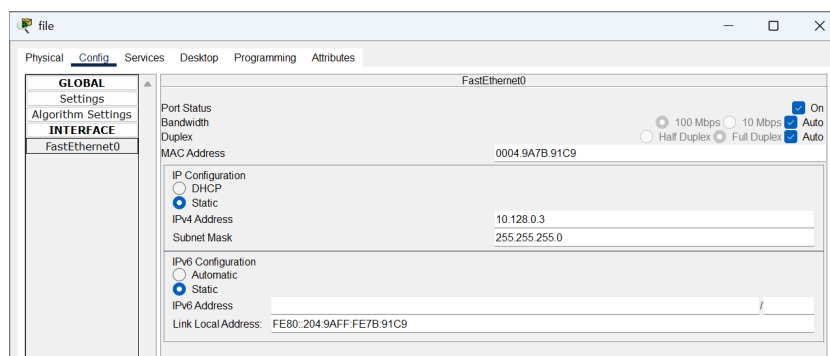 file
Physical Config Services Desktop Programming Attributes
GLOBAL
Settings
Algorithm Settings
INTERFACE
FastEthernet0
FastEthernet0
Port Status On
Bandwidth 100 Mbps 10 Mbps Auto
Duplex Half Duplex Full Duplex Auto
MAC Address 0004.9A7B.91C9
IP Configuration
DHCP
Static
IPv4 Address 10.128.0.3
Subnet Mask 255.255.255.0
IPv6 Configuration
Automatic
Static
IPv6 Address /
Link Local Address: FE80::204:9AFF:FE7B:91C9